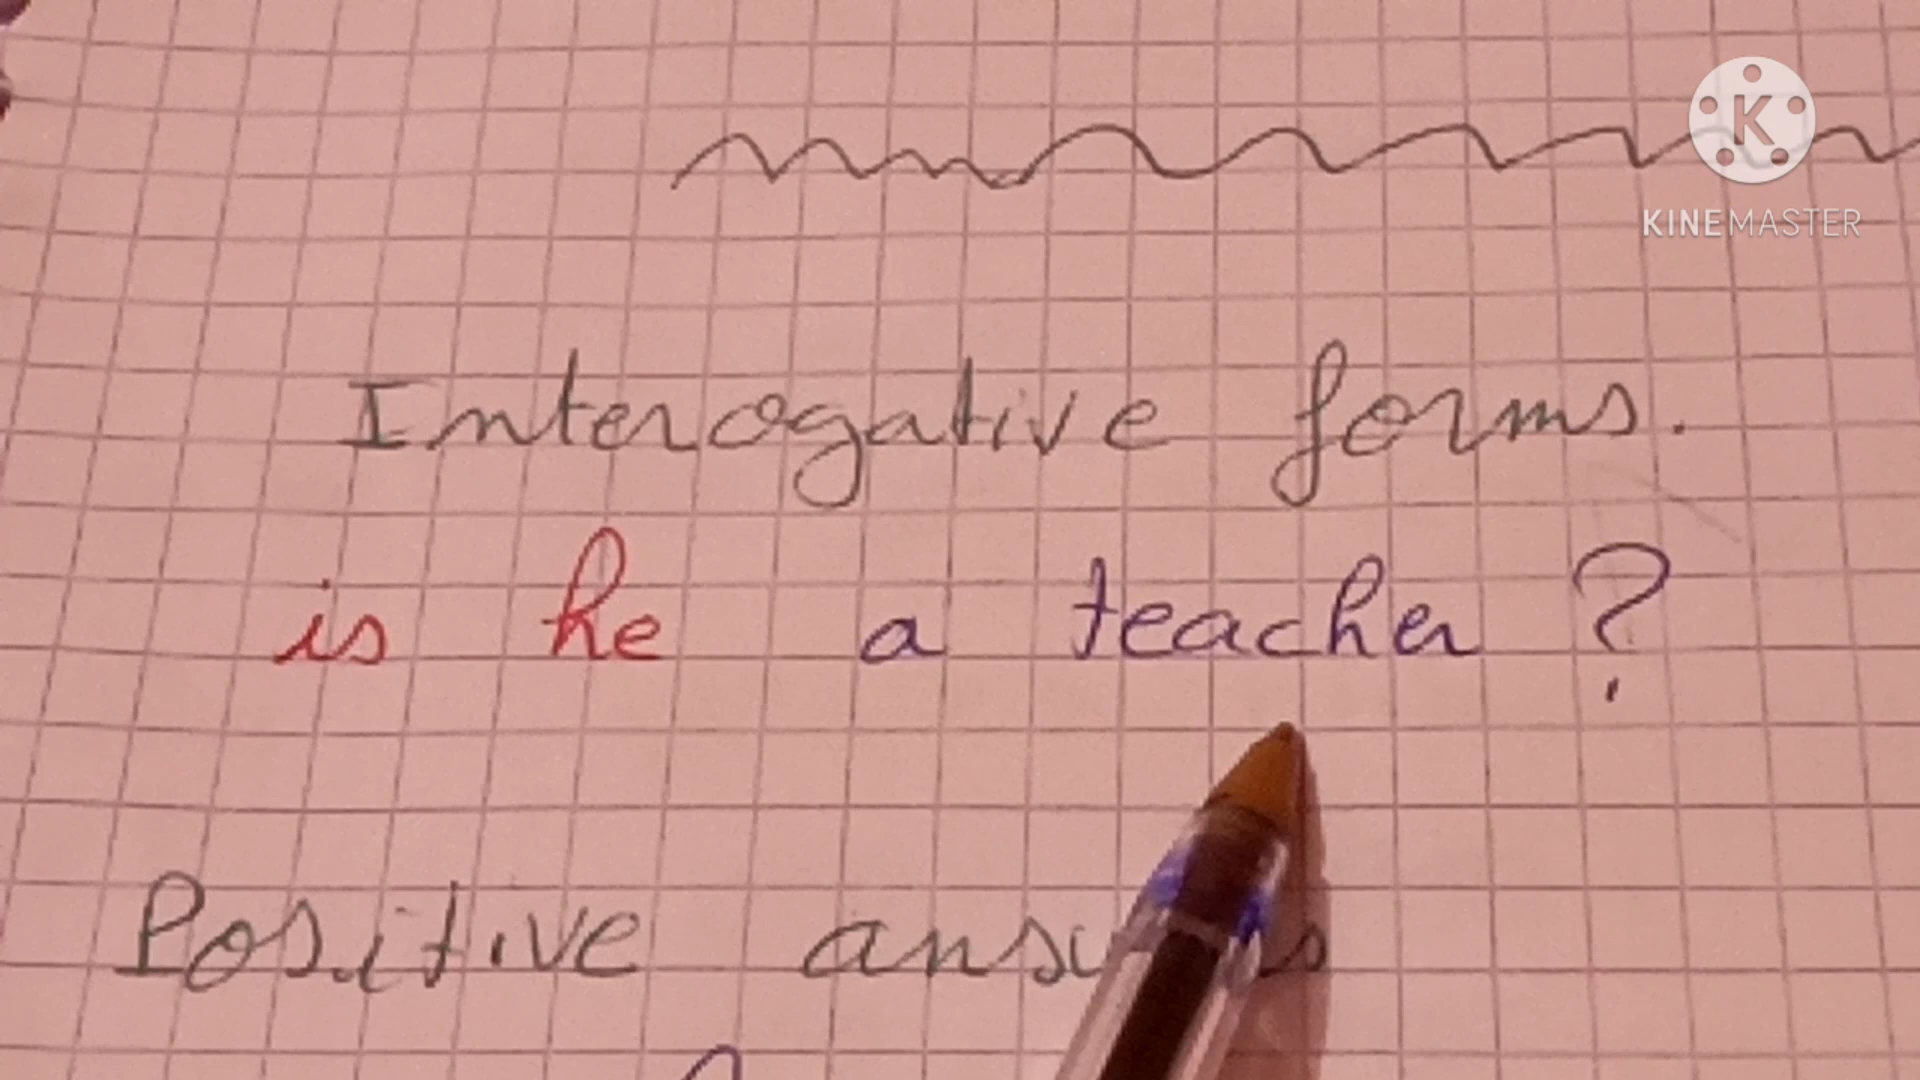 K
KINEMASTER
Interogative forms.
is he a teacher ?
Positive